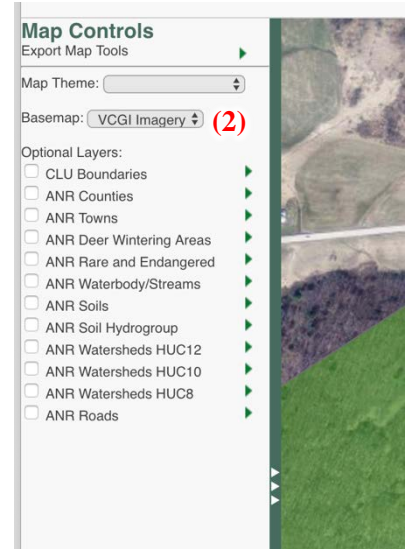 Map Controls
Export Map Tools
Map Theme:
Basemap: VCGI Imagery (2)
Optional Layers:
CLU Boundaries
ANR Counties
ANR Towns
ANR Deer Wintering Areas
ANR Rare and Endangered
ANR Waterbody/Streams
ANR Soils
ANR Soil Hydrogroup
ANR Watersheds HUC12
ANR Watersheds HUC10
ANR Watersheds HUC8
ANR Roads